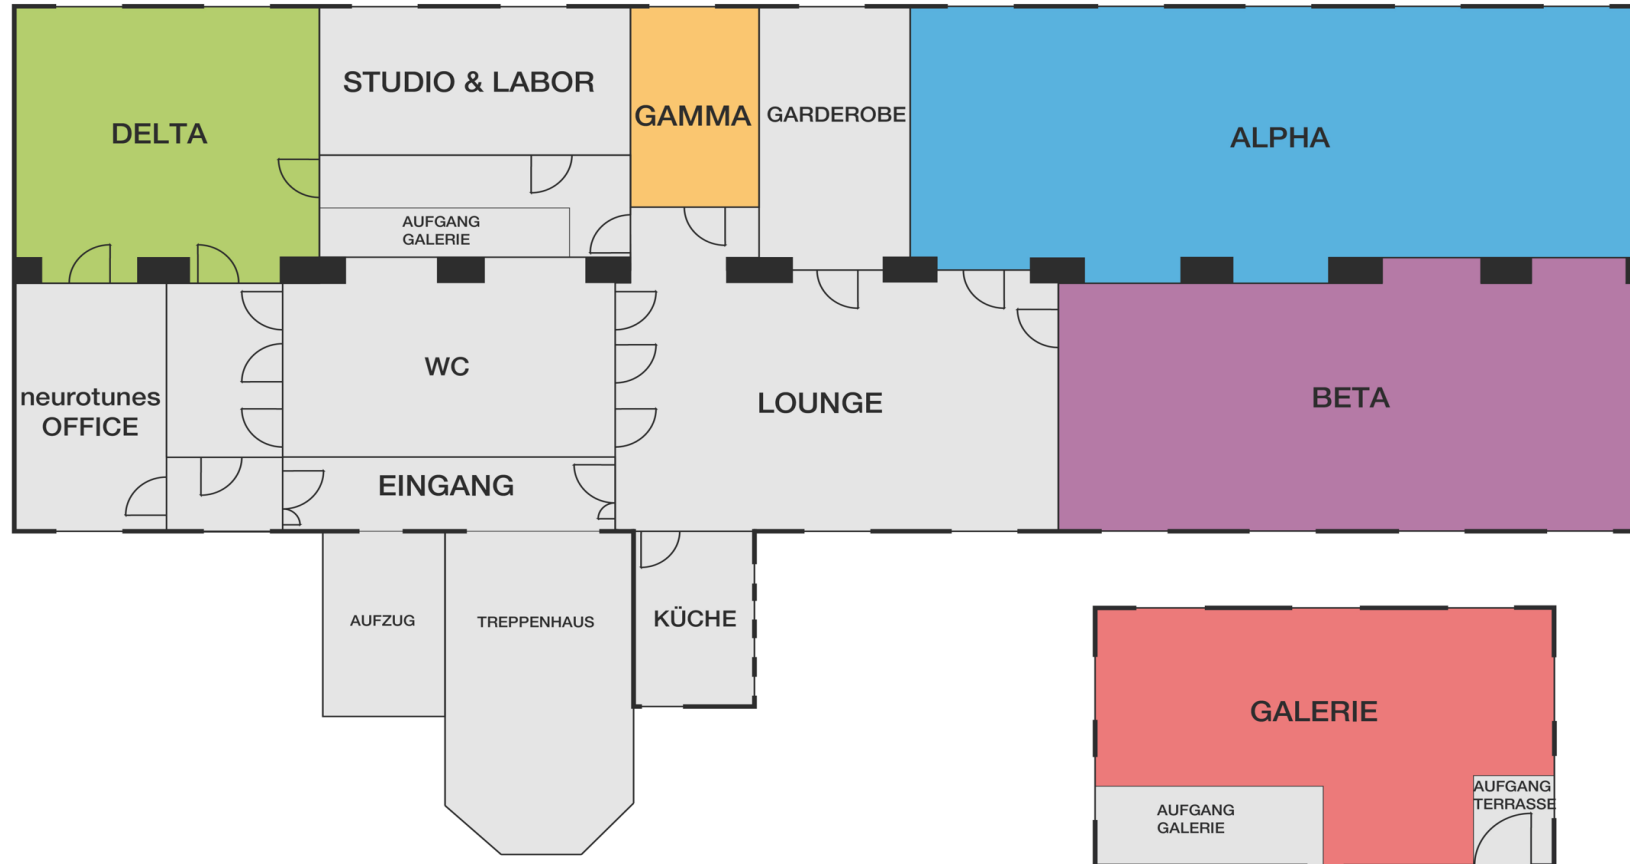 STUDIO & LABOR
DELTA
GAMMA
GARDEROBE
ALPHA
AUFGANG
GALERIE
WC
neurotunes
OFFICE
LOUNGE
BETA
EINGANG
AUFZUG
TREPPENHAUS
KÜCHE
GALERIE
AUFGANG
TERRASSE
AUFGANG
GALERIE